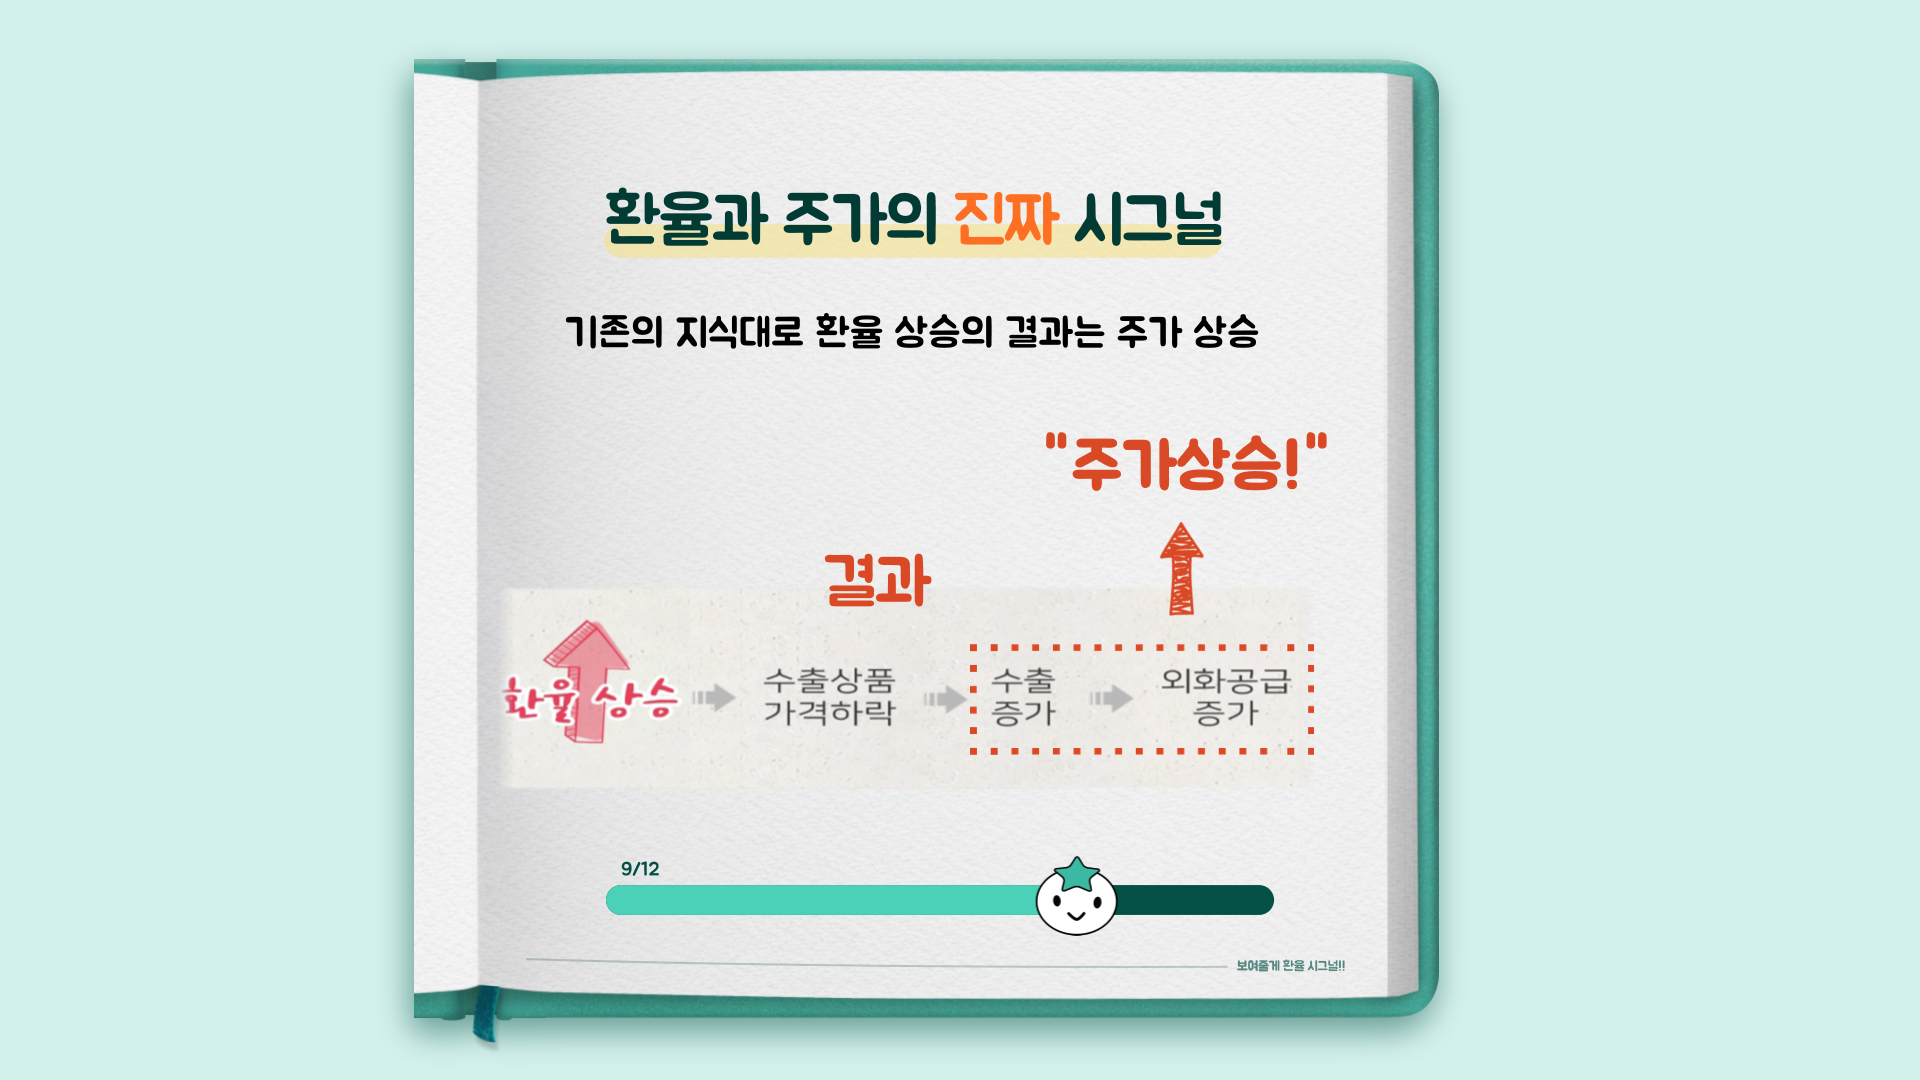 환율과 주가의 진짜 시그널
기존의 지식대로 환율 상승의 결과는 주가 상승
"주가상승!"
결과
환율 상승
수출상품
가격하락
수출
증가
외화공급
증가
9/12
보여줄게 환율 시그널!!